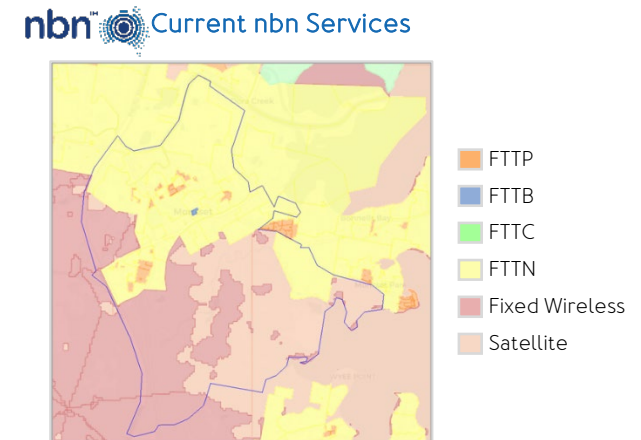 nbn™ Current nbn Services
FTTP
FTTB
FTTC
FTTN
Fixed Wireless
Satellite